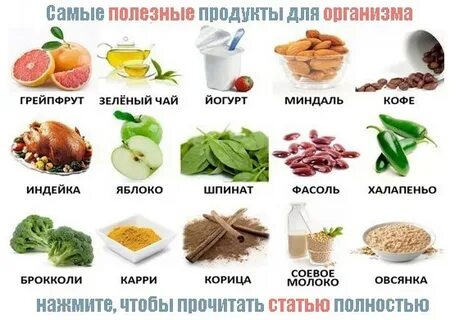 Самые полезные продукты для организма
ГРЕЙПФРУТ ЗЕЛЁНЫЙ ЧАЙ ЙОГУРТ МИНДАЛЬ КОФЕ
ИНДЕЙКА ЯБЛОКО ШПИНАТ ФАСОЛЬ ХАЛАПЕНЬО
БРОККОЛИ КАРРИ КОРИЦА СОЕВОЕ МОЛОКО ОВСЯНКА
нажмите, чтобы прочитать статью полностью